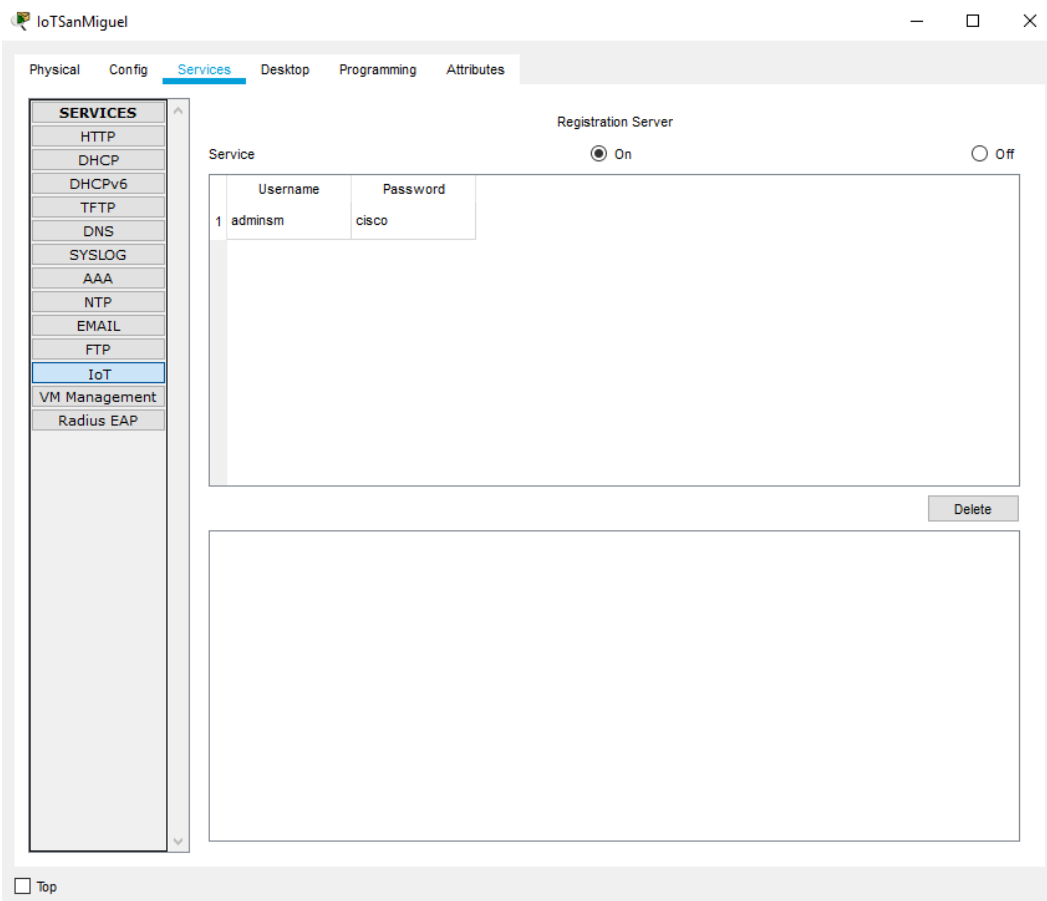 IoTSanMiguel
Physical Config Services Desktop Programming Attributes
SERVICES
HTTP
DHCP
DHCPv6
TFTP
DNS
SYSLOG
AAA
NTP
EMAIL
FTP
IoT
VM Management
Radius EAP
Registration Server
Service On Off
Username Password
1 adminsm cisco
Delete
Top